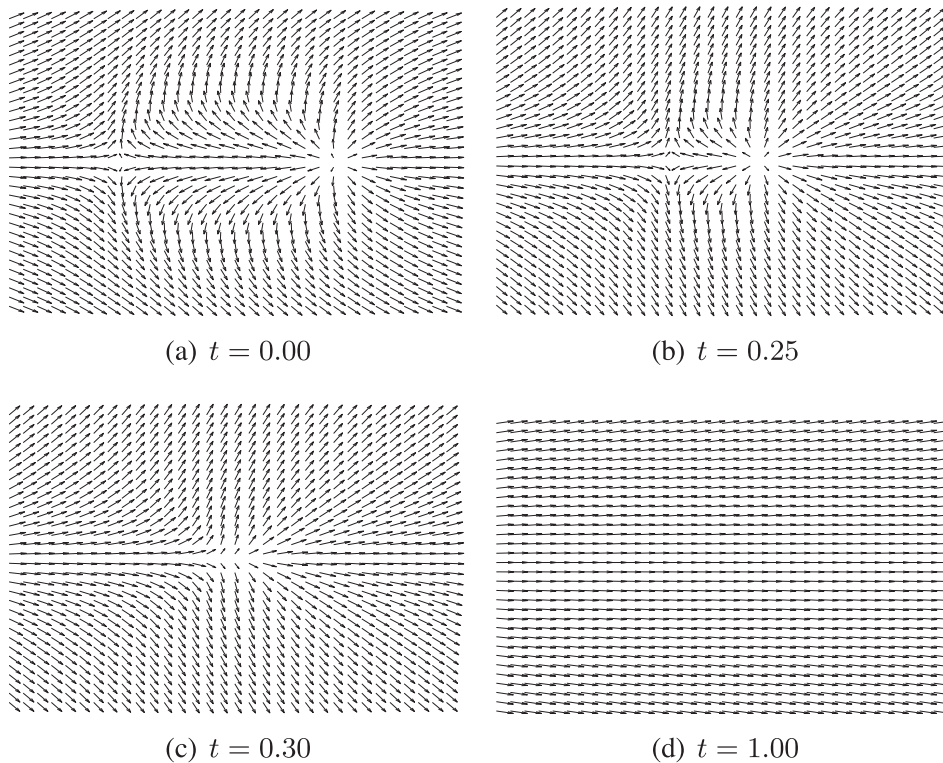 (a) t = 0.00
(b) t = 0.25
(c) t = 0.30
(d) t = 1.00